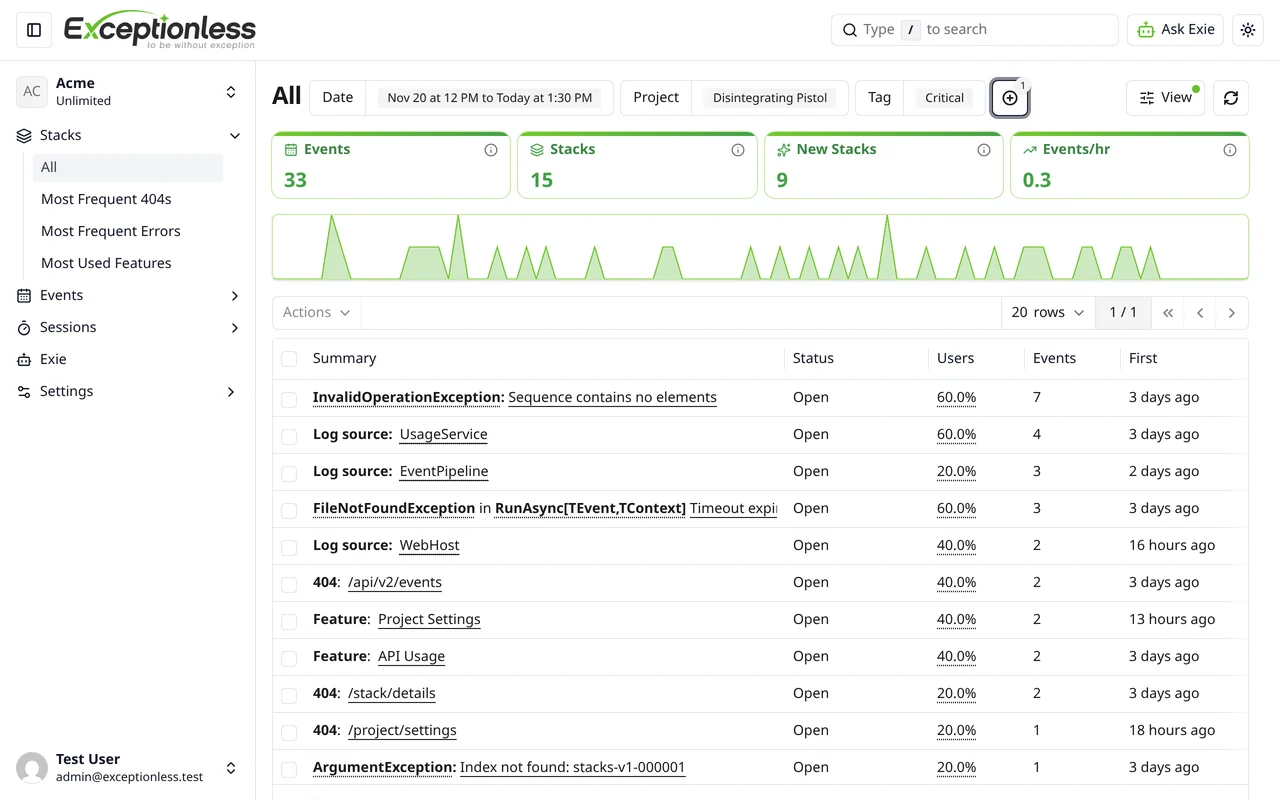 Exceptionless
to be without exception
Type / to search
Ask Exie
AC
Acme
Unlimited
Stacks
All
Most Frequent 404s
Most Frequent Errors
Most Used Features
Events
Sessions
Exie
Settings
Test User
admin@exceptionless.test
All
Date Nov 20 at 12 PM to Today at 1:30 PM
Project Disintegrating Pistol
Tag Critical
1
View
Events
33
Stacks
15
New Stacks
9
Events/hr
0.3
Actions
20 rows
1 / 1
Summary Status Users Events First
InvalidOperationException: Sequence contains no elements Open 60.0% 7 3 days ago
Log source: UsageService Open 60.0% 4 3 days ago
Log source: EventPipeline Open 20.0% 3 2 days ago
FileNotFoundException in RunAsync[TEvent,TContext] Timeout expi Open 60.0% 3 3 days ago
Log source: WebHost Open 40.0% 2 16 hours ago
404: /api/v2/events Open 40.0% 2 3 days ago
Feature: Project Settings Open 40.0% 2 13 hours ago
Feature: API Usage Open 40.0% 2 3 days ago
404: /stack/details Open 20.0% 2 3 days ago
404: /project/settings Open 20.0% 1 18 hours ago
ArgumentException: Index not found: stacks-v1-000001 Open 20.0% 1 3 days ago